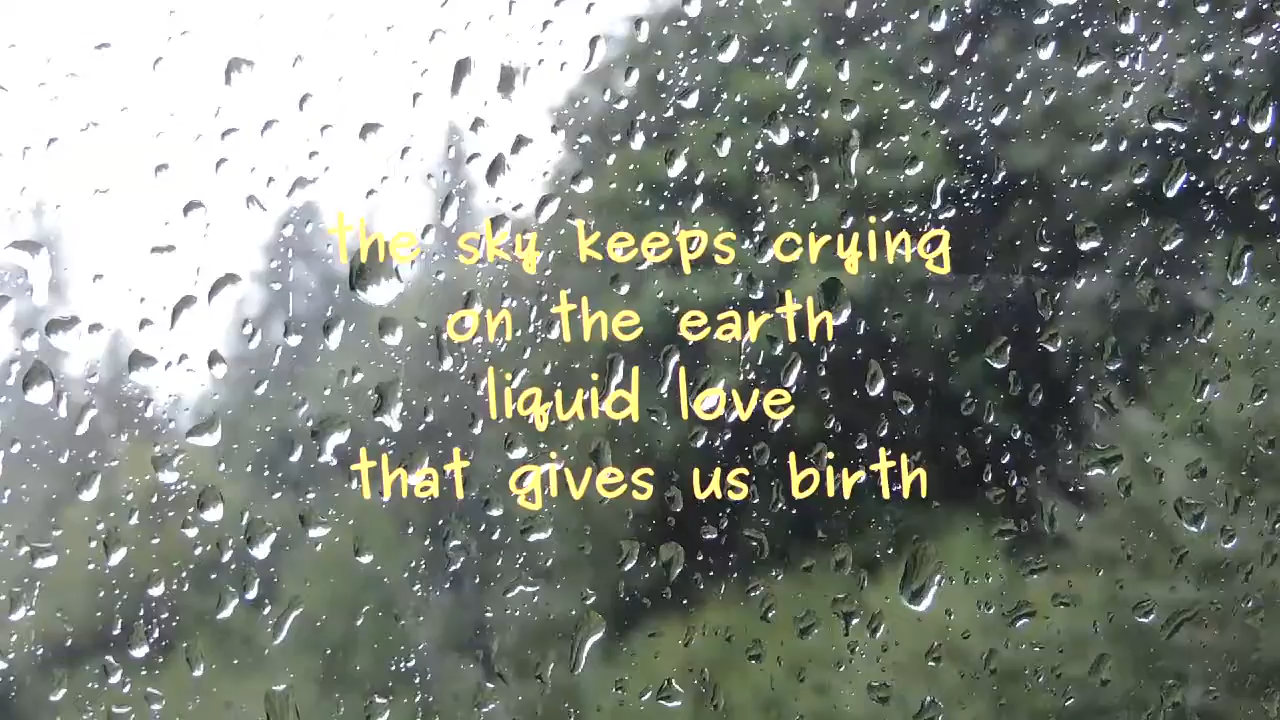 the sky keeps crying
on the earth
liquid love
that gives us birth